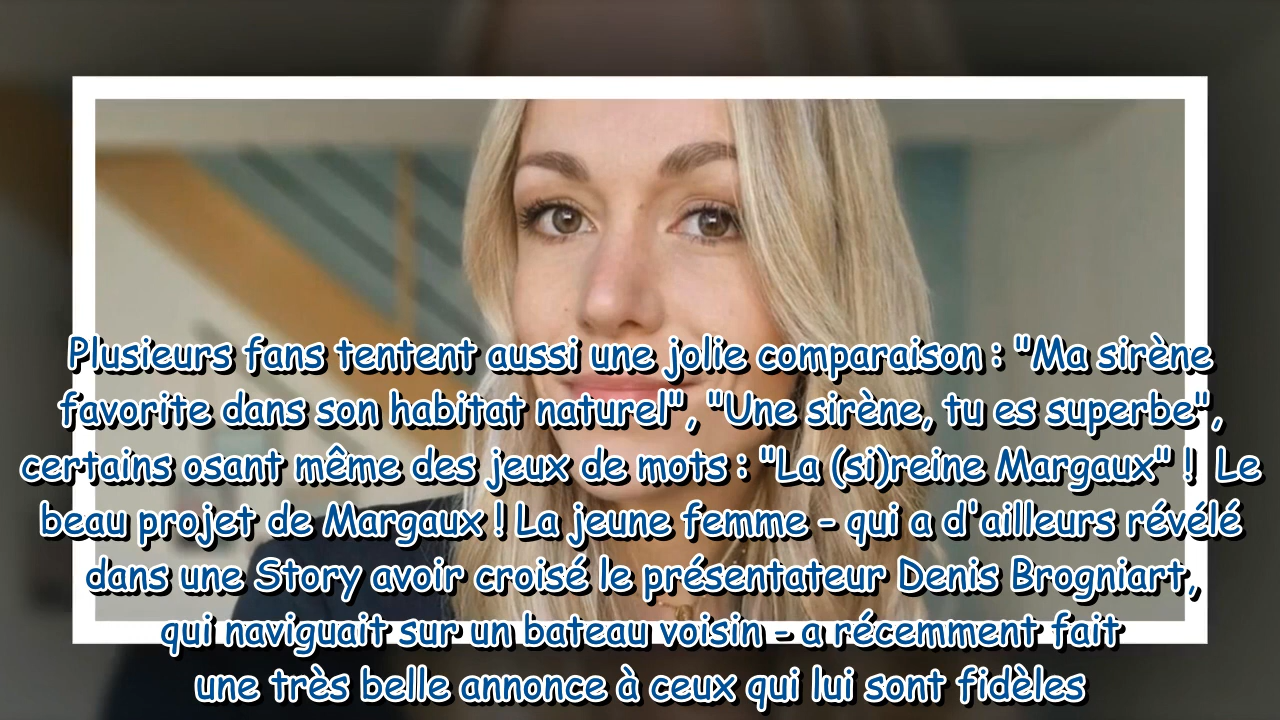 Plusieurs fans tentent aussi une jolie comparaison : "Ma sirène
favorite dans son habitat naturel", "Une sirène, tu es superbe",
certains osant même des jeux de mots : "La (si)reine Margaux" !  Le
beau projet de Margaux ! La jeune femme - qui a d'ailleurs révélé
dans une Story avoir croisé le présentateur Denis Brogniart,
qui naviguait sur un bateau voisin - a récemment fait
une très belle annonce à ceux qui lui sont fidèles